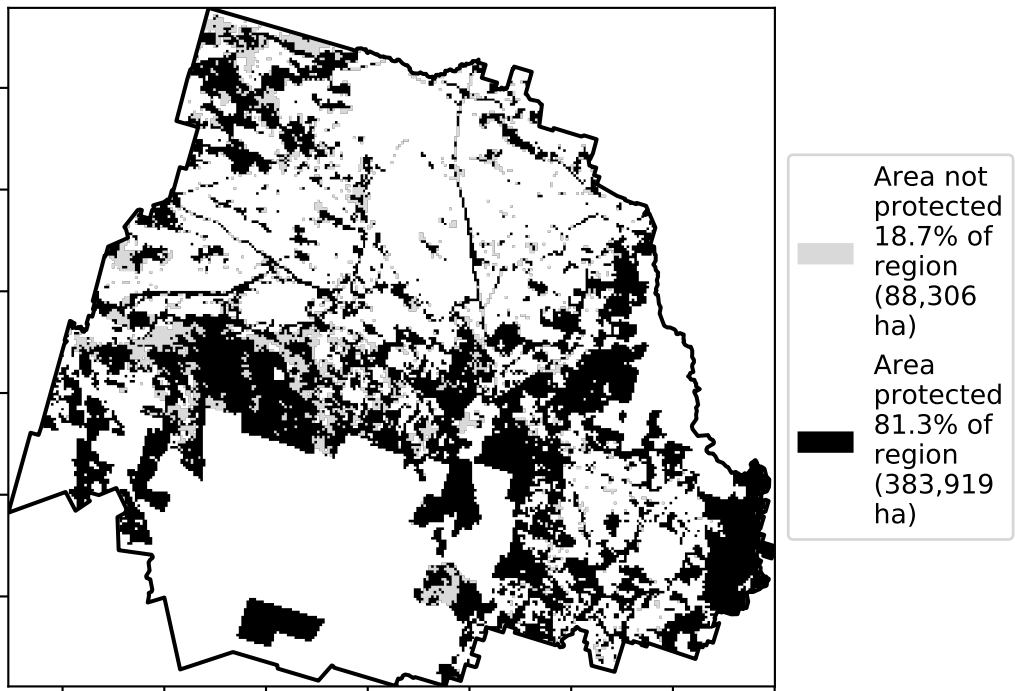 Area not
protected
18.7% of
region
(88,306
ha)
Area
protected
81.3% of
region
(383,919
ha)